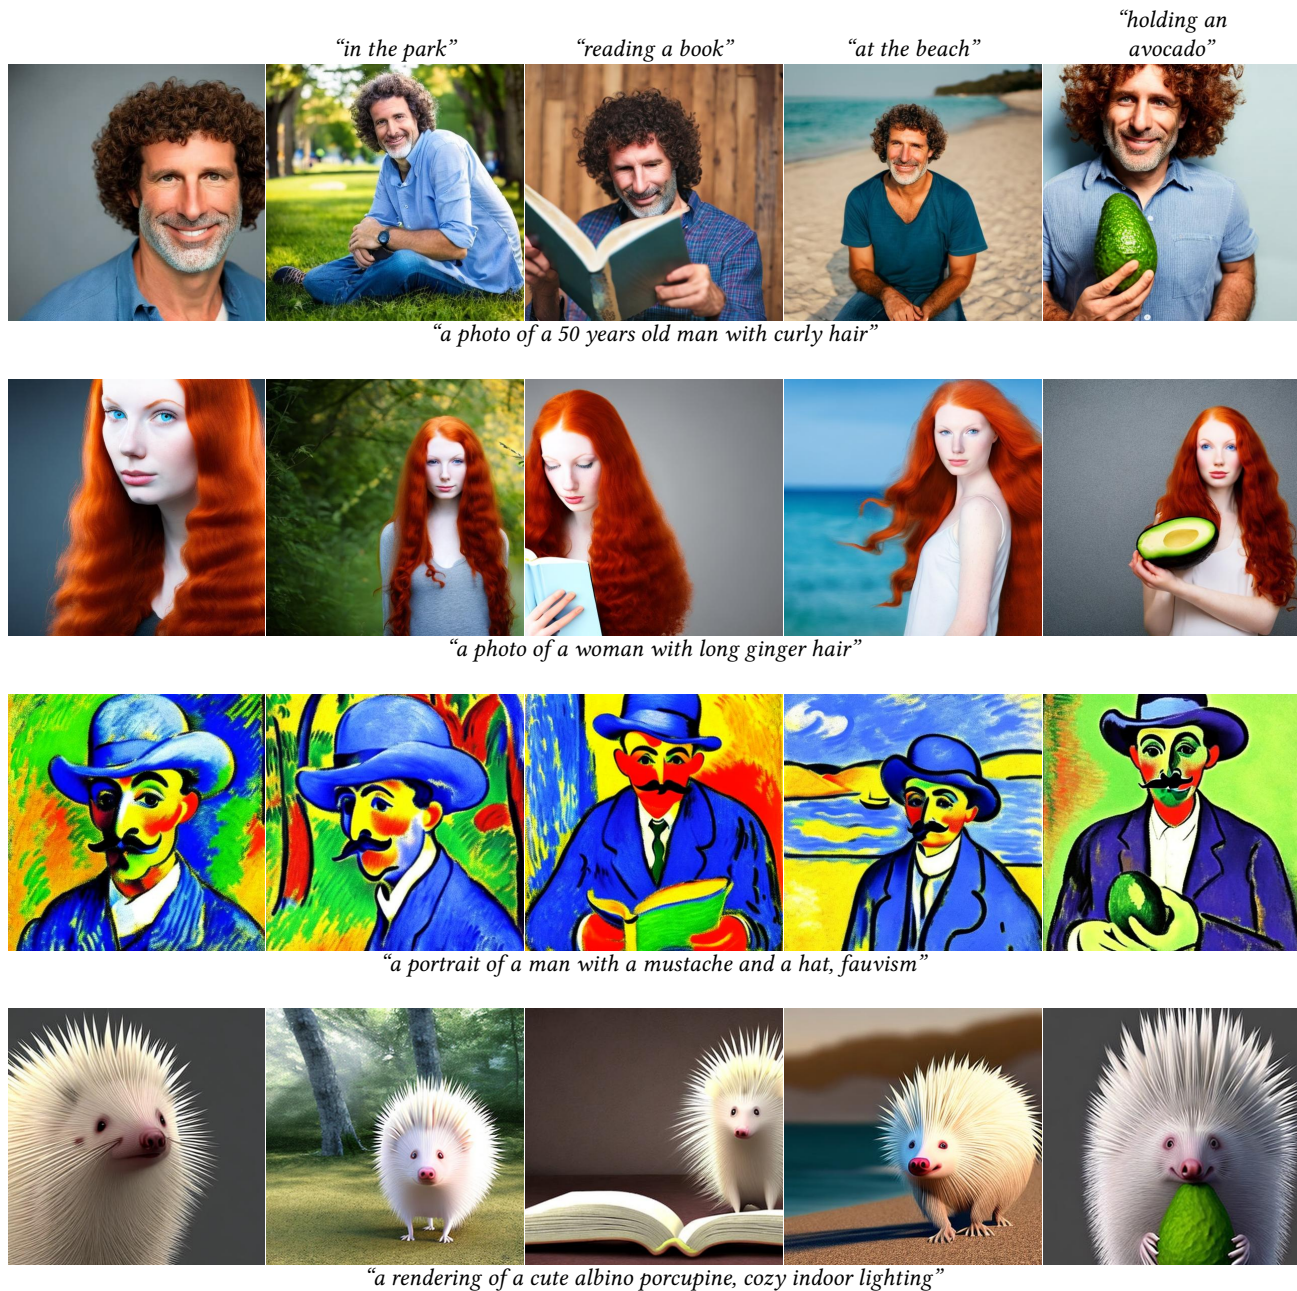 “in the park”
“reading a book”
“at the beach”
“holding an
avocado”
“a photo of a 50 years old man with curly hair”
“a photo of a woman with long ginger hair”
“a portrait of a man with a mustache and a hat, fauvism”
“a rendering of a cute albino porcupine, cozy indoor lighting”